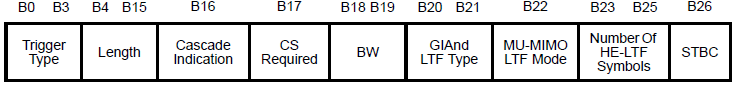 B0 B3 B4 B15 B16 B17 B18 B19 B20 B21 B22 B23 B25 B26
Trigger Type
Length
Cascade Indication
CS Required
BW
GIAnd LTF Type
MU-MIMO LTF Mode
Number Of HE-LTF Symbols
STBC